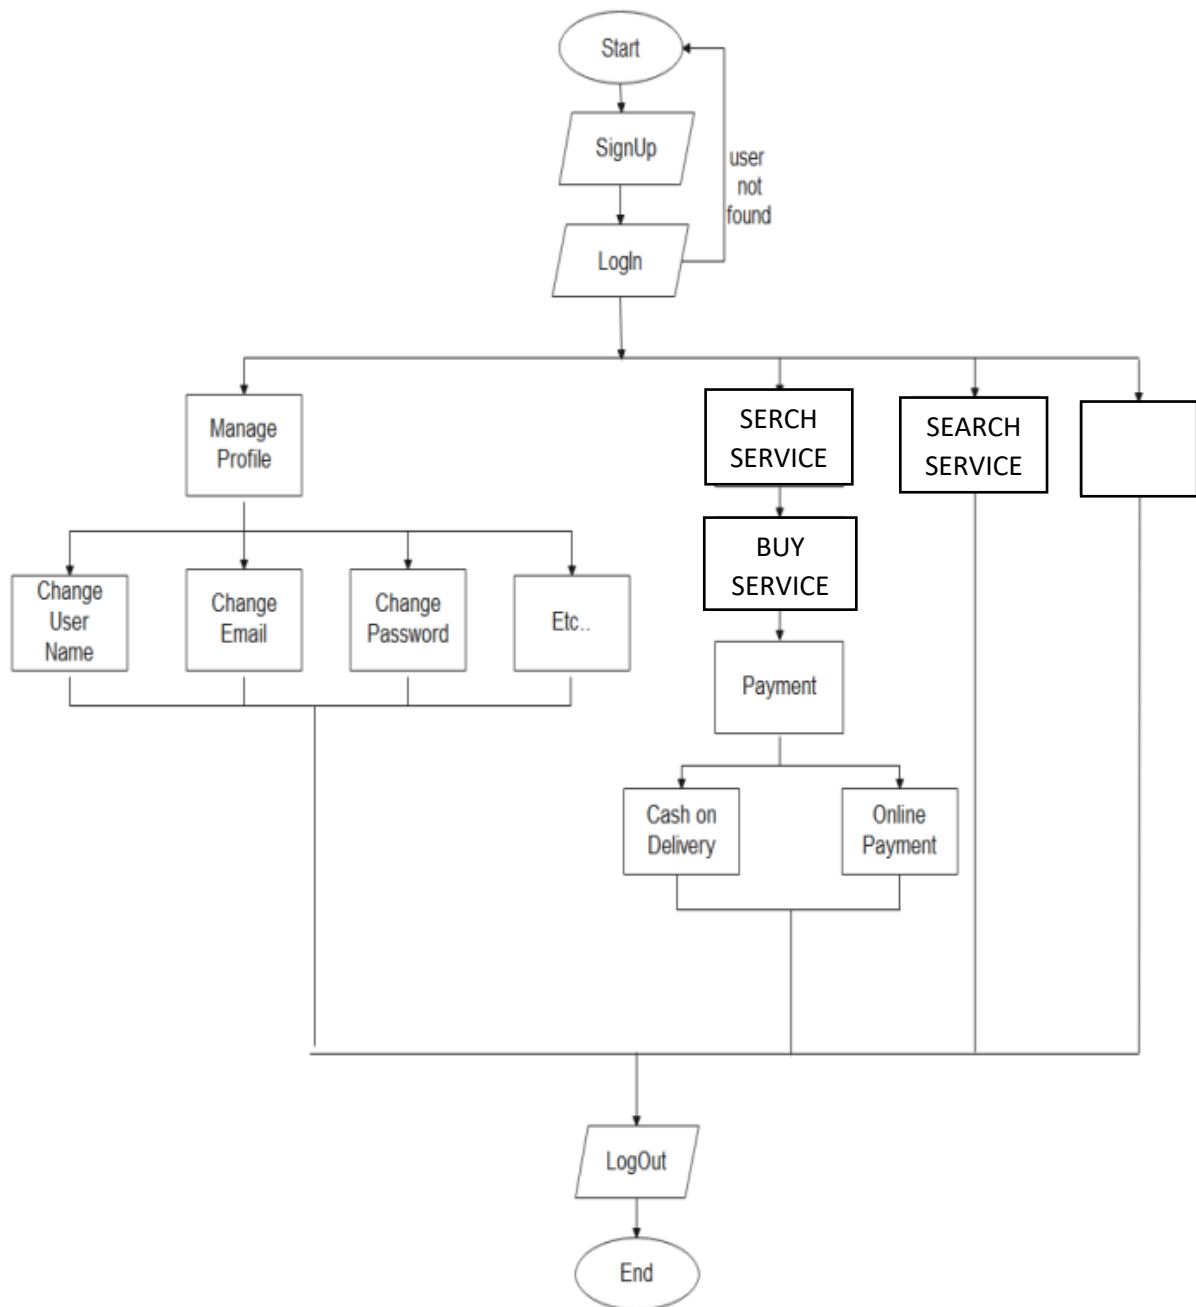 Start
SignUp
user
not
found
LogIn
Manage
Profile
SERCH
SERVICE
SEARCH
SERVICE
BUY
SERVICE
Change
User
Name
Change
Email
Change
Password
Etc..
Payment
Cash on
Delivery
Online
Payment
LogOut
End